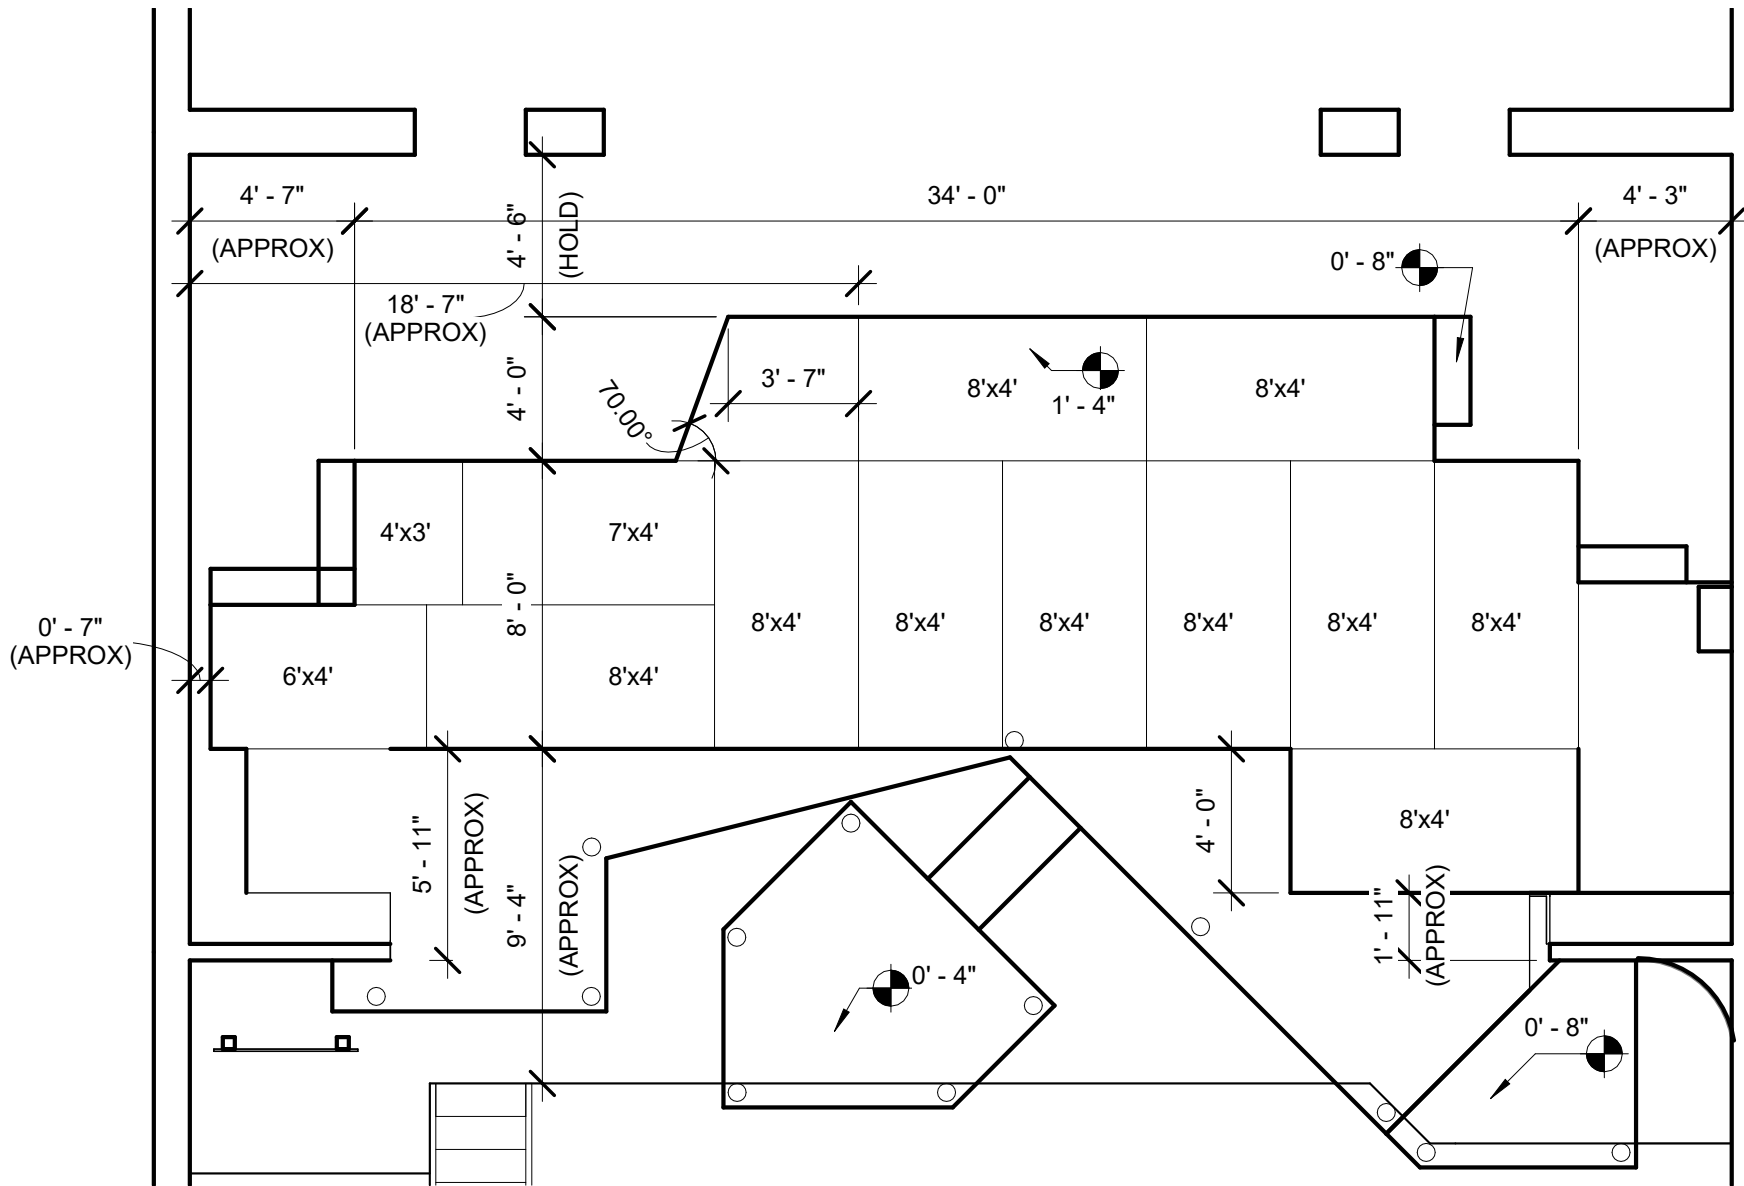 4' - 7"
(APPROX)
34' - 0"
4' - 3"
(APPROX)
4' - 6"
(HOLD)
18' - 7"
(APPROX)
0' - 8"
4' - 0"
70.00°
3' - 7"
8'x4'
1' - 4"
8'x4'
4'x3'
7'x4'
8' - 0"
0' - 7"
(APPROX)
6'x4'
8'x4'
8'x4'
8'x4'
8'x4'
8'x4'
8'x4'
8'x4'
5' - 11"
(APPROX)
9' - 4"
(APPROX)
4' - 0"
8'x4'
1' - 11"
(APPROX)
0' - 4"
0' - 8"